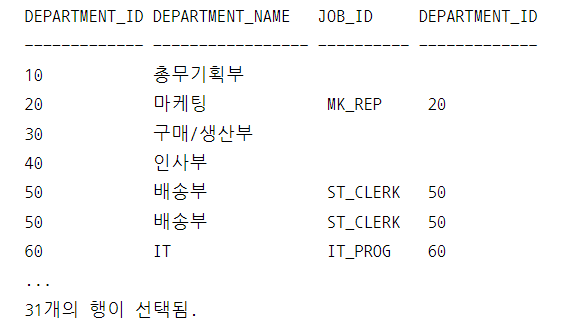 DEPARTMENT_ID DEPARTMENT_NAME JOB_ID DEPARTMENT_ID
------------- ----------------- ---------- -------------
10 총무기획부
20 마케팅 MK_REP 20
30 구매/생산부
40 인사부
50 배송부 ST_CLERK 50
50 배송부 ST_CLERK 50
60 IT IT_PROG 60
...
31개의 행이 선택됨.